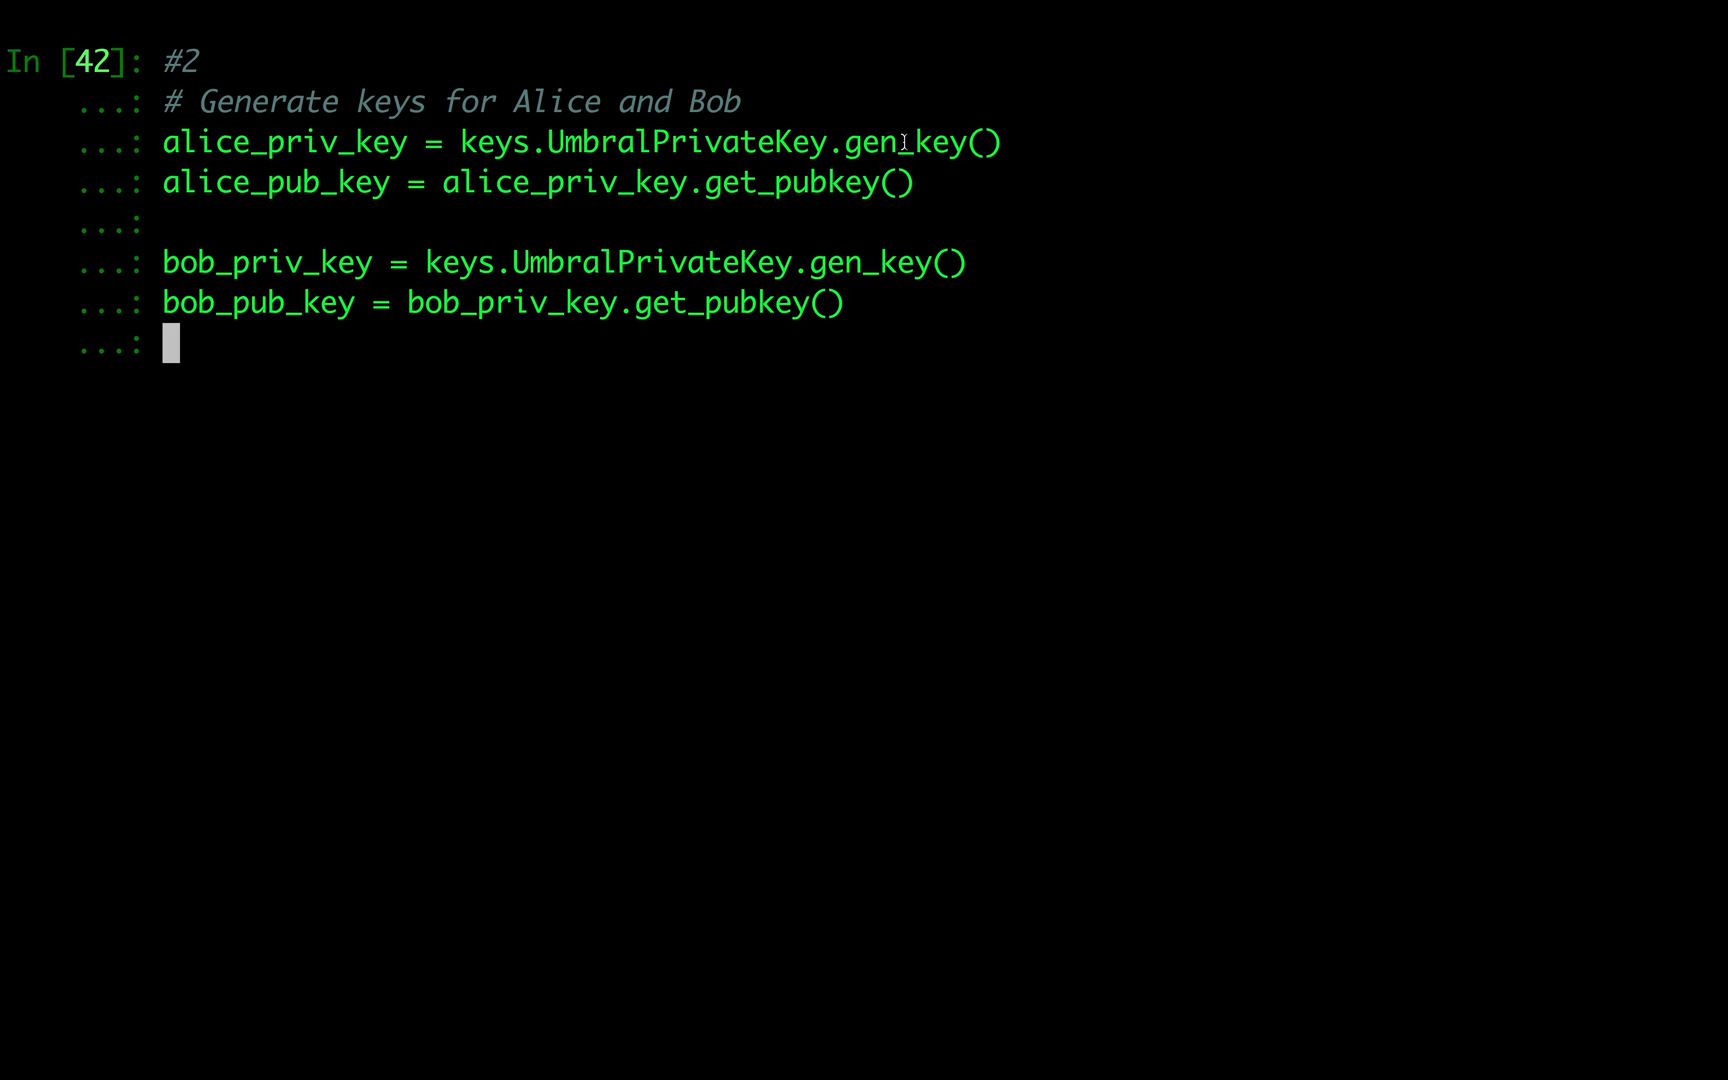 In [42]: #2
...: # Generate keys for Alice and Bob
...: alice_priv_key = keys.UmbralPrivateKey.gen_key()
...: alice_pub_key = alice_priv_key.get_pubkey()
...:
...: bob_priv_key = keys.UmbralPrivateKey.gen_key()
...: bob_pub_key = bob_priv_key.get_pubkey()
...: